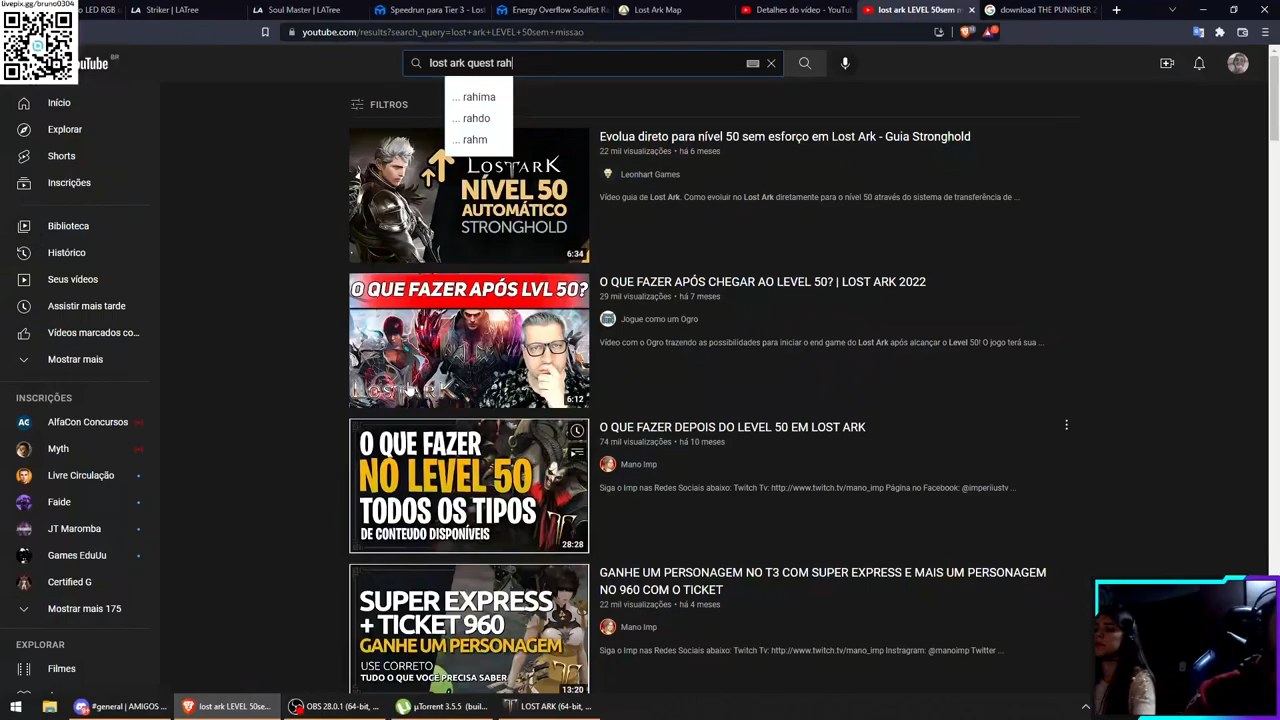 livepix.gg/bruno0304
LED RGB
Striker | LATree
Soul Master | LATree
LATree
Speedrun para Tier 3 - Lost
Energy Overflow Soulfist Ra
Lost Ark Map
Detalhes do vídeo - YouTube
lost ark LEVEL 50sem
download THE PUNISHER 2
youtube.com/results?search_query=lost+ark+LEVEL+50sem+missao
ouTube BR
lost ark quest rah
... rahima
... rahdo
... rahm
FILTROS
Início
Explorar
Shorts
Inscrições
Biblioteca
Histórico
Seus vídeos
Assistir mais tarde
Vídeos marcados co...
Mostrar mais
INSCRIÇÕES
AlfaCon Concursos
Myth
Livre Circulação
Faide
JT Maromba
Games EduUu
Certified G
Mostrar mais 175
EXPLORAR
Filmes
LOSTARK
NÍVEL 50
AUTOMÁTICO
STRONGHOLD
6:34
Evolua direto para nível 50 sem esforço em Lost Ark - Guia Stronghold
22 mil visualizações • há 6 meses
Leonhart Games
Vídeo guia de Lost Ark. Como evoluir no Lost Ark diretamente para o nível 50 através do sistema de transferência de ...
O QUE FAZER APÓS LVL 50?
LOSTARK
6:12
O QUE FAZER APÓS CHEGAR AO LEVEL 50? | LOST ARK 2022
29 mil visualizações • há 7 meses
Jogue como um Ogro
Vídeo com o Ogro trazendo as possibilidades para iniciar o end game do Lost Ark após alcançar o Level 50! O jogo terá sua ...
O QUE FAZER
NO LEVEL 50
TODOS OS TIPOS
DE CONTEUDO DISPONÍVEIS
28:28
O QUE FAZER DEPOIS DO LEVEL 50 EM LOST ARK
74 mil visualizações • há 10 meses
Mano Imp
Siga o Imp nas Redes Sociais abaixo: Twitch Tv: http://www.twitch.tv/mano_imp Página no Facebook: @imperiiustv ...
SUPER EXPRESS
+ TICKET 960
GANHE UM PERSONAGEM
USE CORRETO
TUDO O QUE VOCÊ PRECISA SABER
13:20
GANHE UM PERSONAGEM NO T3 COM SUPER EXPRESS E MAIS UM PERSONAGEM
NO 960 COM O TICKET
22 mil visualizações • há 4 meses
Mano Imp
Siga o Imp nas Redes Sociais abaixo: Twitch Tv: http://www.twitch.tv/mano_imp Instagram: @manoimp Twitter ...
#general | AMIGOS ...
lost ark LEVEL 50se...
OBS 28.0.1 (64-bit, ...
µTorrent 3.5.5 (buil...
LOST ARK (64-bit, ...